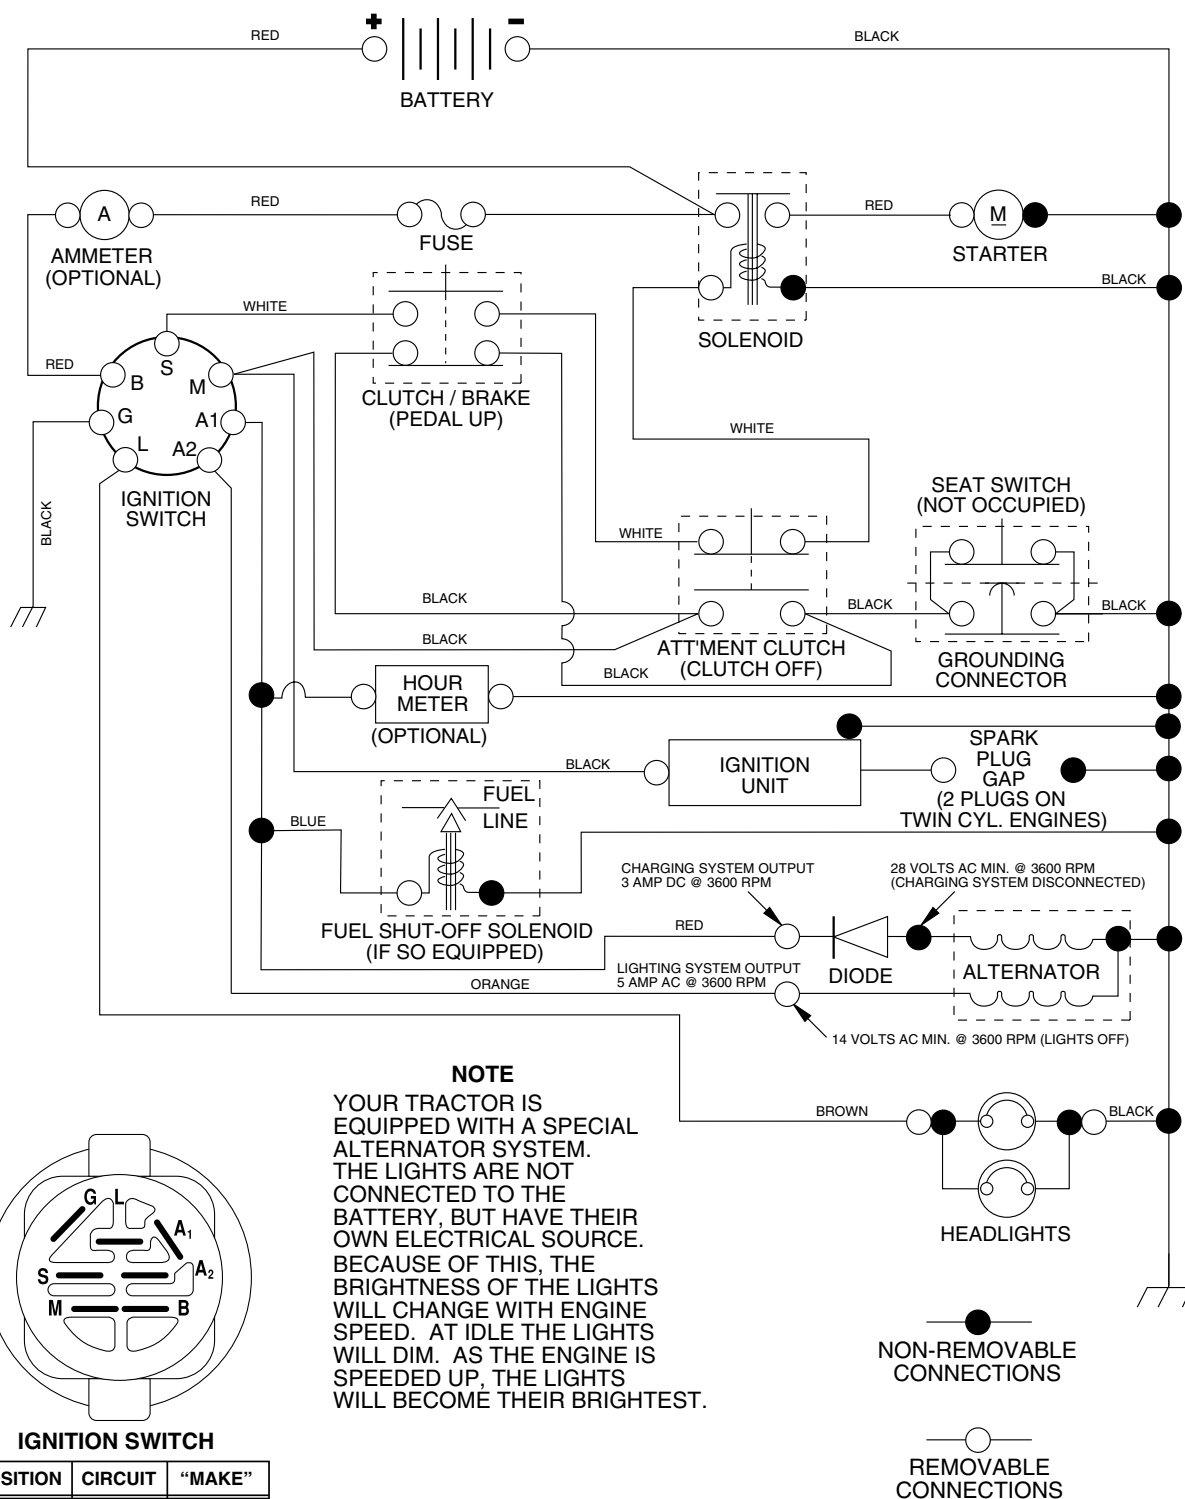 + -
RED
BLACK
BATTERY
RED
A
AMMETER
(OPTIONAL)
FUSE
RED
M
STARTER
BLACK
SOLENOID
WHITE
CLUTCH / BRAKE
(PEDAL UP)
RED
S
B
M
G
A1
L
A2
IGNITION
SWITCH
BLACK
WHITE
SEAT SWITCH
(NOT OCCUPIED)
WHITE
BLACK
BLACK
BLACK
BLACK
ATT'MENT CLUTCH
(CLUTCH OFF)
BLACK
GROUNDING
CONNECTOR
HOUR
METER
(OPTIONAL)
BLACK
IGNITION
UNIT
SPARK
PLUG
GAP
(2 PLUGS ON
TWIN CYL. ENGINES)
BLUE
FUEL
LINE
FUEL SHUT-OFF SOLENOID
(IF SO EQUIPPED)
CHARGING SYSTEM OUTPUT
3 AMP DC @ 3600 RPM
28 VOLTS AC MIN. @ 3600 RPM
(CHARGING SYSTEM DISCONNECTED)
RED
DIODE
ALTERNATOR
ORANGE
LIGHTING SYSTEM OUTPUT
5 AMP AC @ 3600 RPM
14 VOLTS AC MIN. @ 3600 RPM (LIGHTS OFF)
NOTE
YOUR TRACTOR IS
EQUIPPED WITH A SPECIAL
ALTERNATOR SYSTEM.
THE LIGHTS ARE NOT
CONNECTED TO THE
BATTERY, BUT HAVE THEIR
OWN ELECTRICAL SOURCE.
BECAUSE OF THIS, THE
BRIGHTNESS OF THE LIGHTS
WILL CHANGE WITH ENGINE
SPEED. AT IDLE THE LIGHTS
WILL DIM. AS THE ENGINE IS
SPEEDED UP, THE LIGHTS
WILL BECOME THEIR BRIGHTEST.
BROWN
BLACK
HEADLIGHTS
G L
A1
A2
S
M
B
IGNITION SWITCH
SITION CIRCUIT “MAKE”
NON-REMOVABLE
CONNECTIONS
REMOVABLE
CONNECTIONS